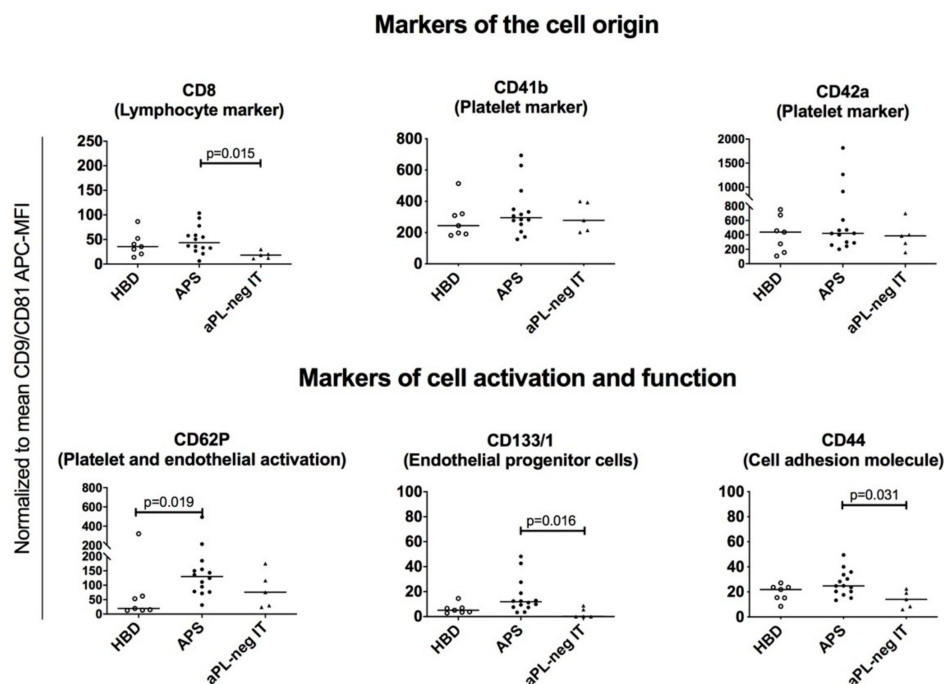 Markers of the cell origin
Normalized to mean CD9/CD81 APC-MFI
CD8
(Lymphocyte marker)
250
200
150
100
50
0
p=0.015
HBD
APS
aPL-neg IT
CD41b
(Platelet marker)
800
600
400
200
0
HBD
APS
aPL-neg IT
CD42a
(Platelet marker)
2000
1500
1000
800
600
400
200
0
HBD
APS
aPL-neg IT
Markers of cell activation and function
CD62P
(Platelet and endothelial activation)
800
600
400
200
200
150
100
50
0
p=0.019
HBD
APS
aPL-neg IT
CD133/1
(Endothelial progenitor cells)
100
80
60
40
20
0
p=0.016
HBD
APS
aPL-neg IT
CD44
(Cell adhesion molecule)
100
80
60
40
20
0
p=0.031
HBD
APS
aPL-neg IT